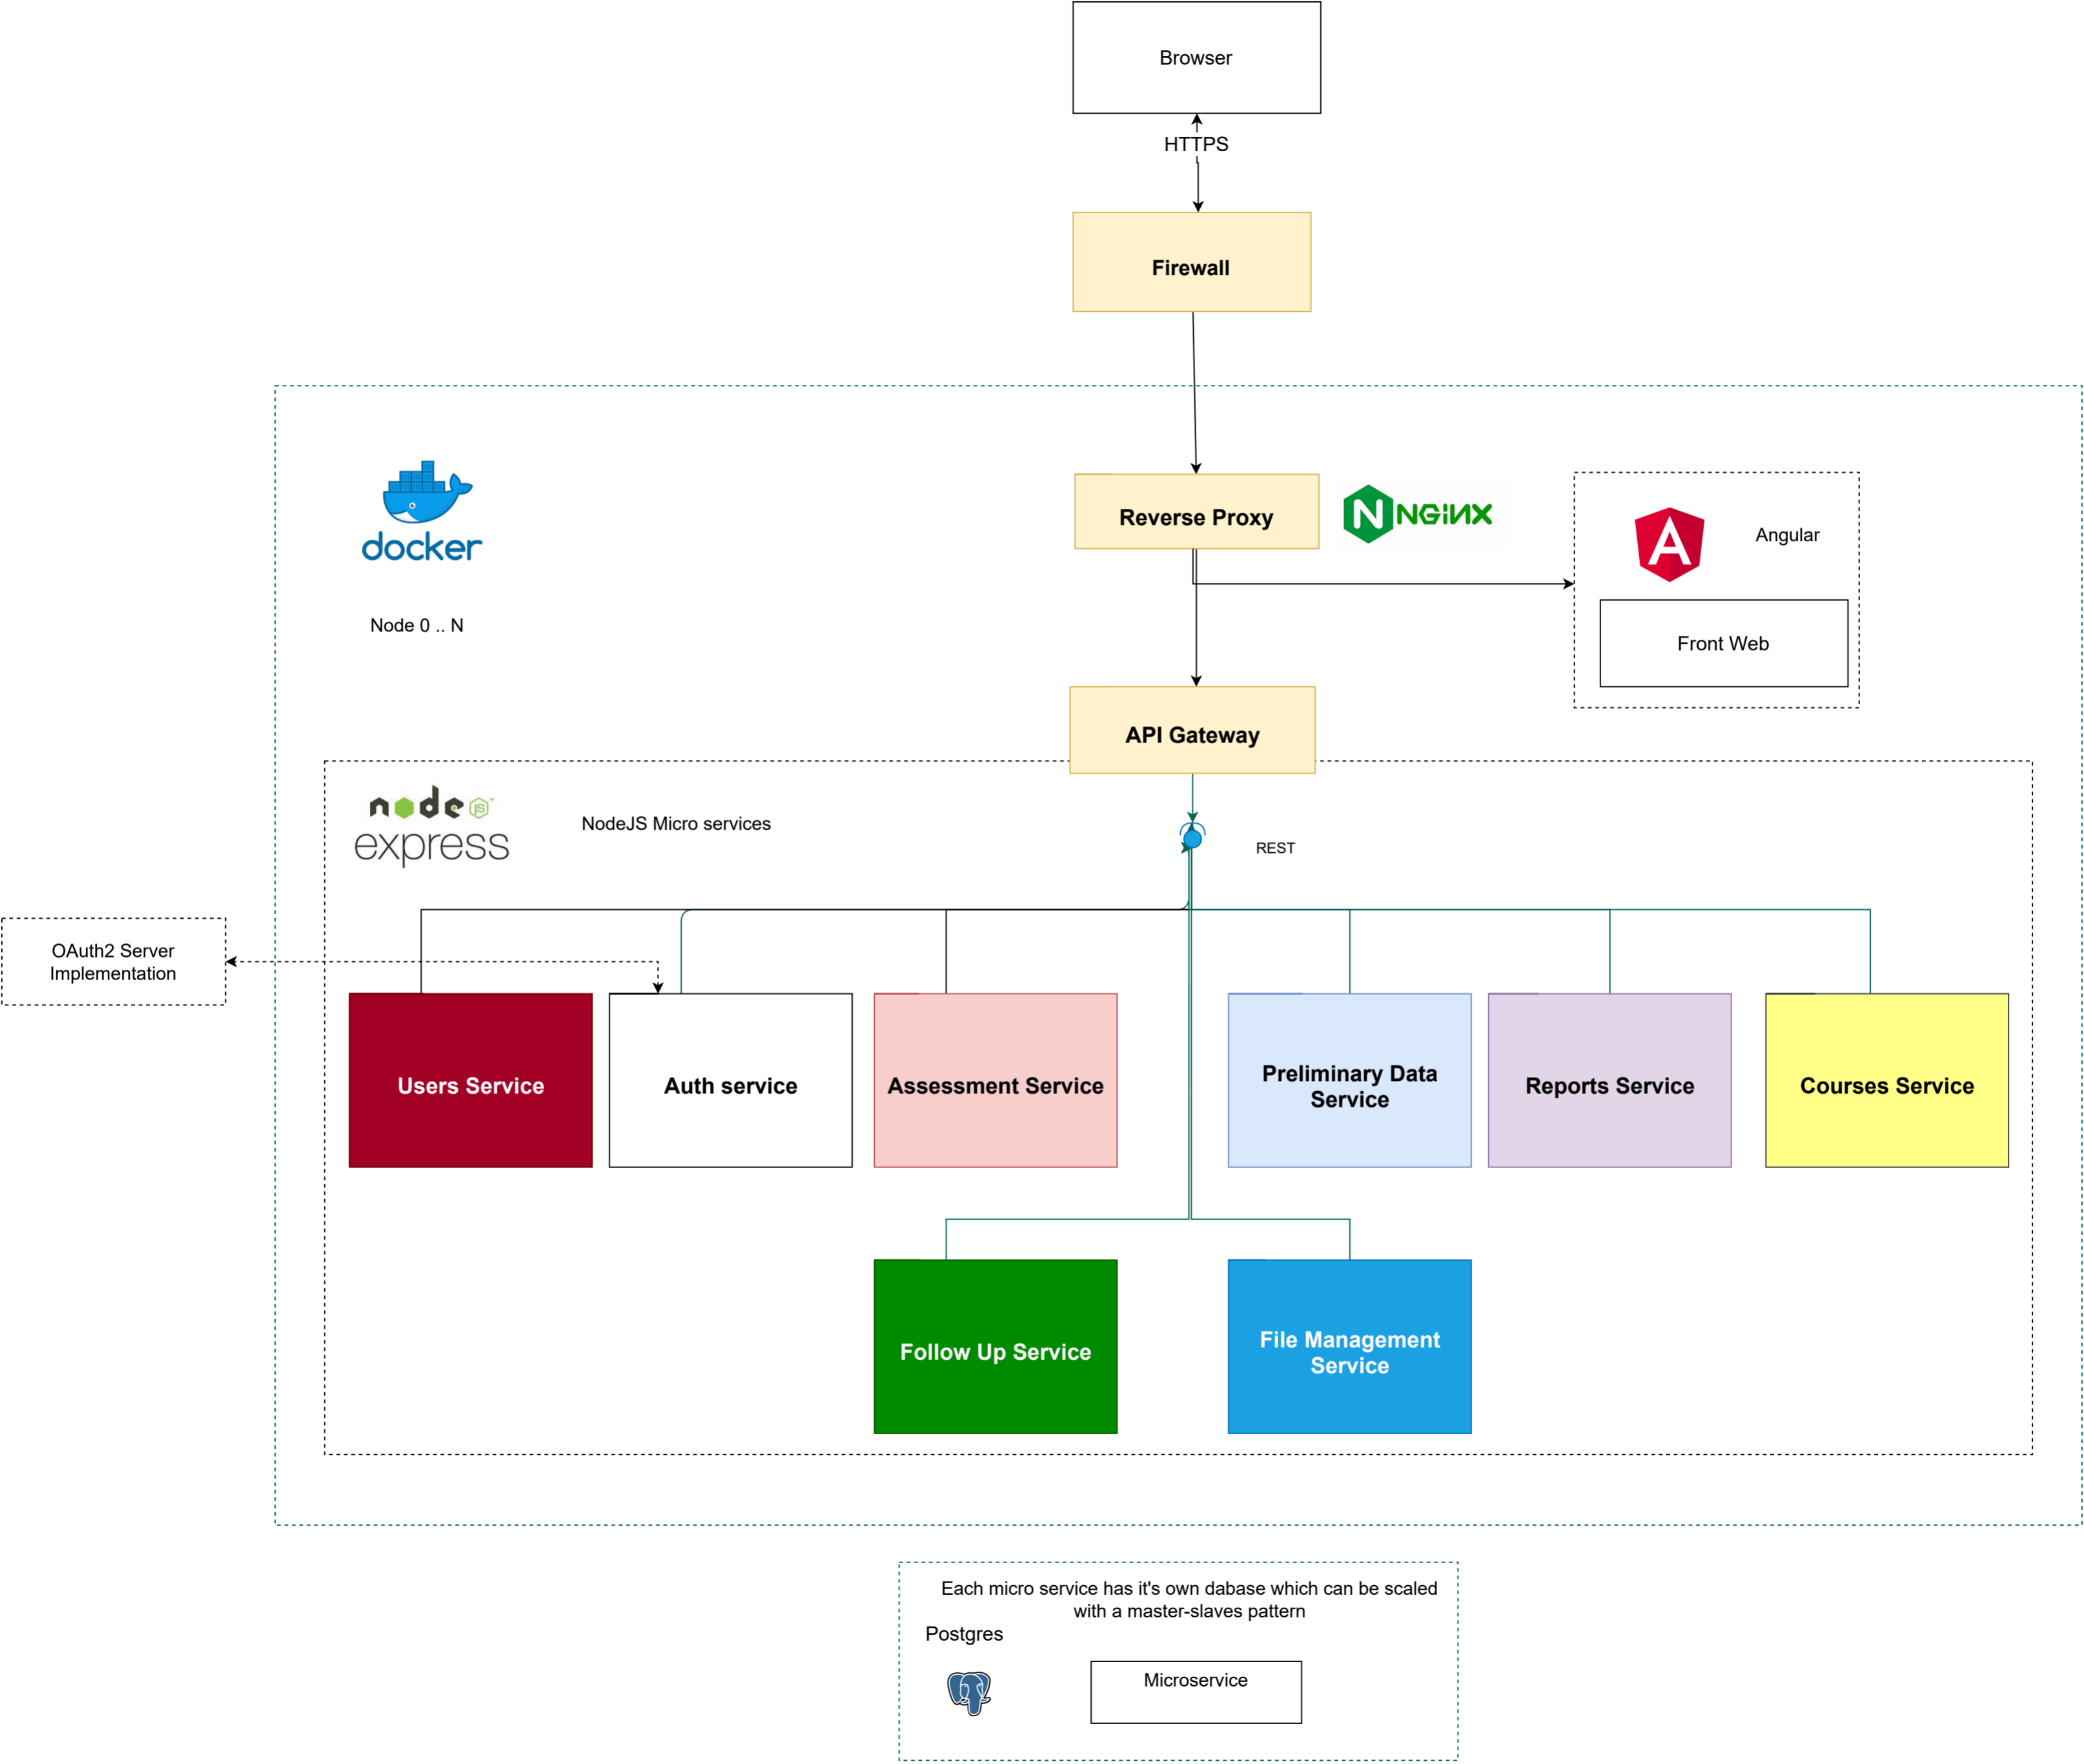 Browser
HTTPS
Firewall
docker
Node 0 .. N
Reverse Proxy
NGINX
Angular
Front Web
API Gateway
node
JS
express
NodeJS Micro services
REST
OAuth2 Server
Implementation
Users Service
Auth service
Assessment Service
Preliminary Data
Service
Reports Service
Courses Service
Follow Up Service
File Management
Service
Each micro service has it's own dabase which can be scaled
with a master-slaves pattern
Postgres
Microservice